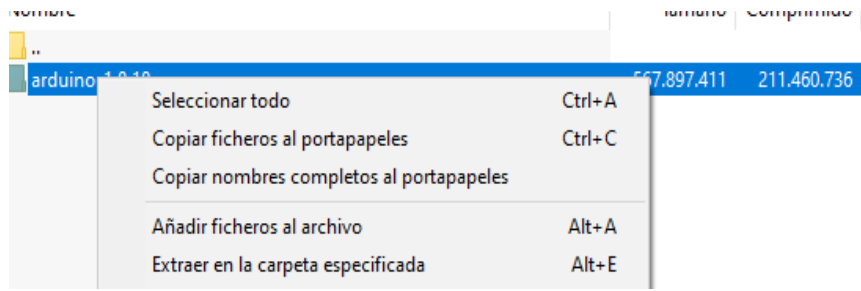 Nombre Tamaño Comprimido
..
arduino-1.8.19 567.897.411 211.460.736
Seleccionar todo Ctrl+A
Copiar ficheros al portapapeles Ctrl+C
Copiar nombres completos al portapapeles
Añadir ficheros al archivo Alt+A
Extraer en la carpeta especificada Alt+E